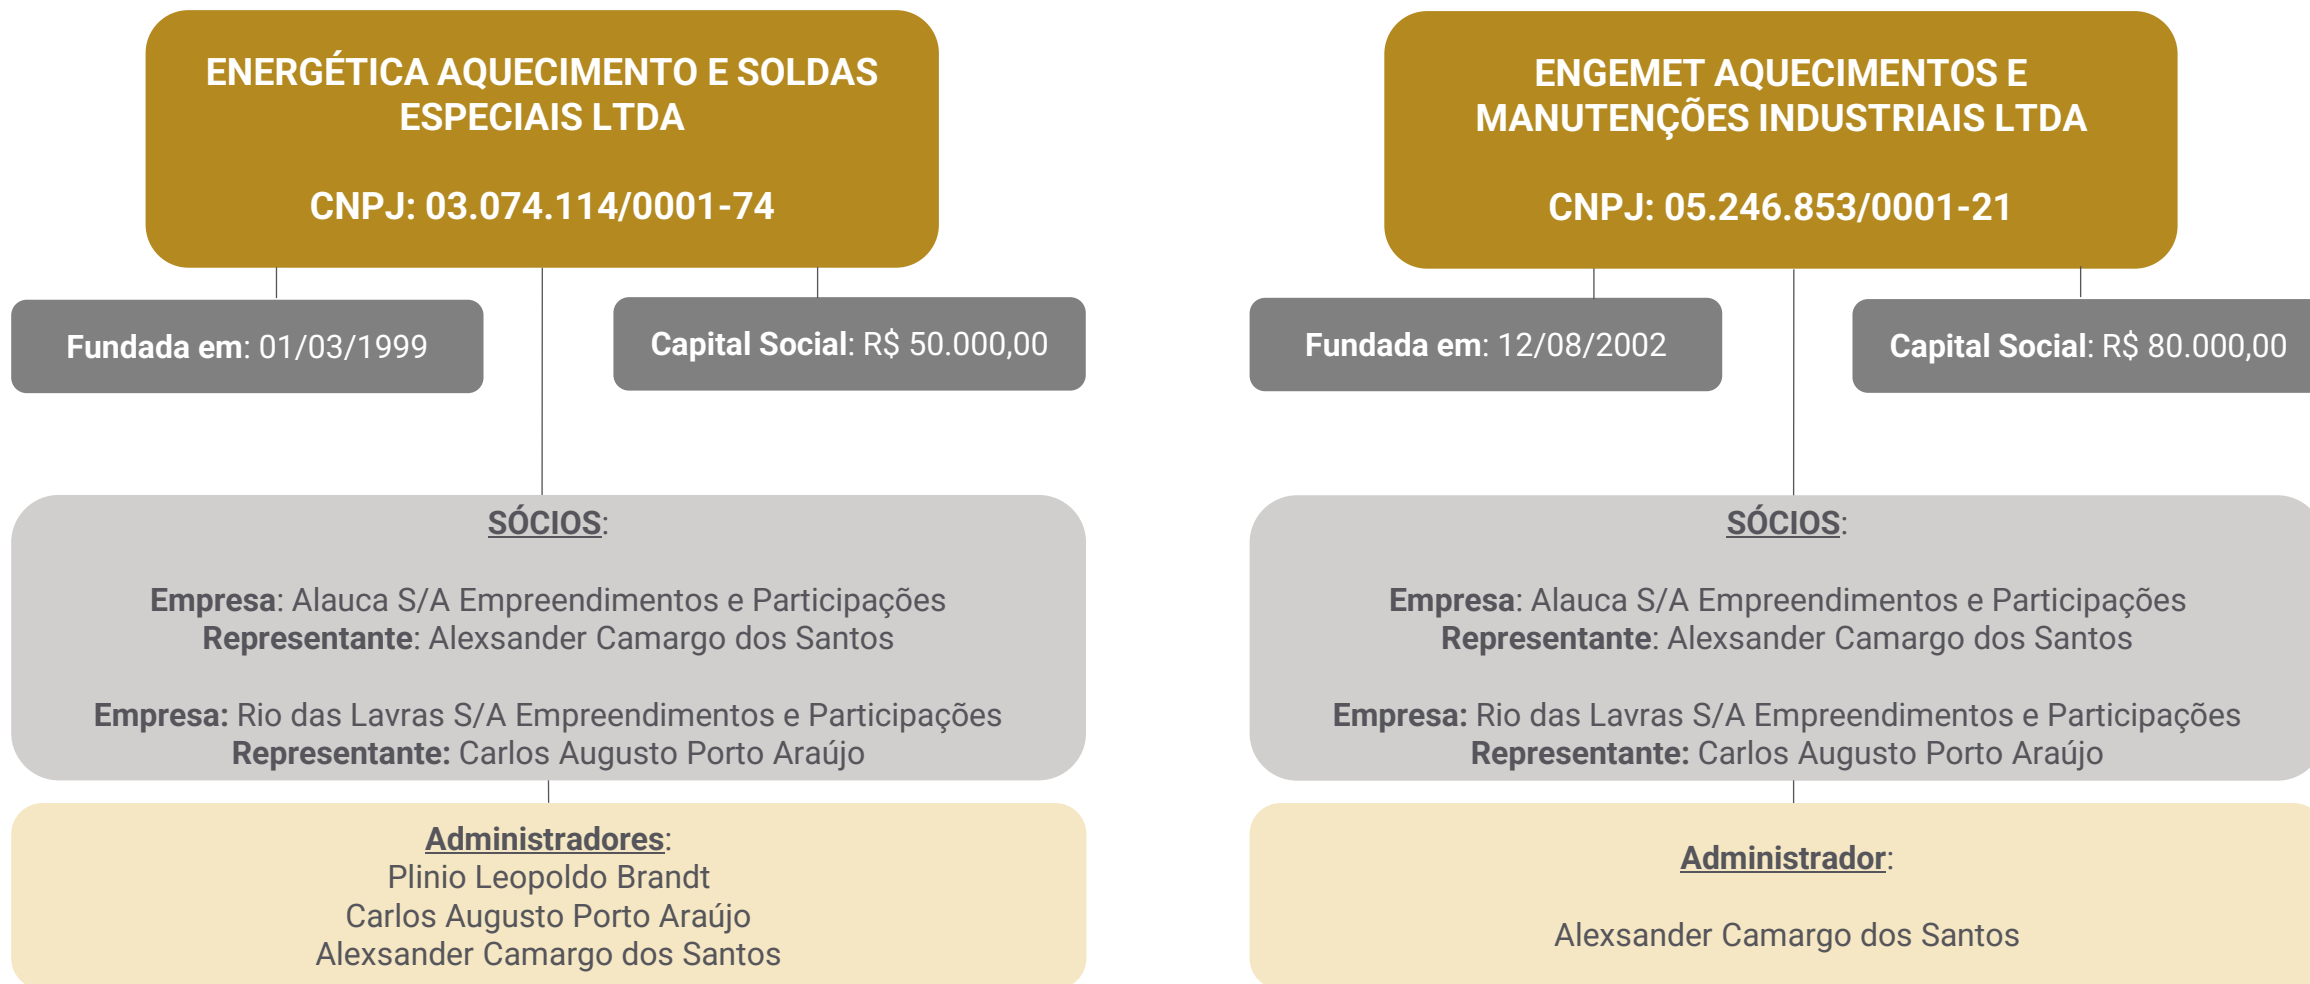 ENERGÉTICA AQUECIMENTO E SOLDAS
ESPECIAIS LTDA
CNPJ: 03.074.114/0001-74
Fundada em: 01/03/1999
Capital Social: R$ 50.000,00
SÓCIOS:
Empresa: Alauca S/A Empreendimentos e Participações
Representante: Alexsander Camargo dos Santos
Empresa: Rio das Lavras S/A Empreendimentos e Participações
Representante: Carlos Augusto Porto Araújo
Administradores:
Plinio Leopoldo Brandt
Carlos Augusto Porto Araújo
Alexsander Camargo dos Santos
ENGEMET AQUECIMENTOS E
MANUTENÇÕES INDUSTRIAIS LTDA
CNPJ: 05.246.853/0001-21
Fundada em: 12/08/2002
Capital Social: R$ 80.000,00
SÓCIOS:
Empresa: Alauca S/A Empreendimentos e Participações
Representante: Alexsander Camargo dos Santos
Empresa: Rio das Lavras S/A Empreendimentos e Participações
Representante: Carlos Augusto Porto Araújo
Administrador:
Alexsander Camargo dos Santos